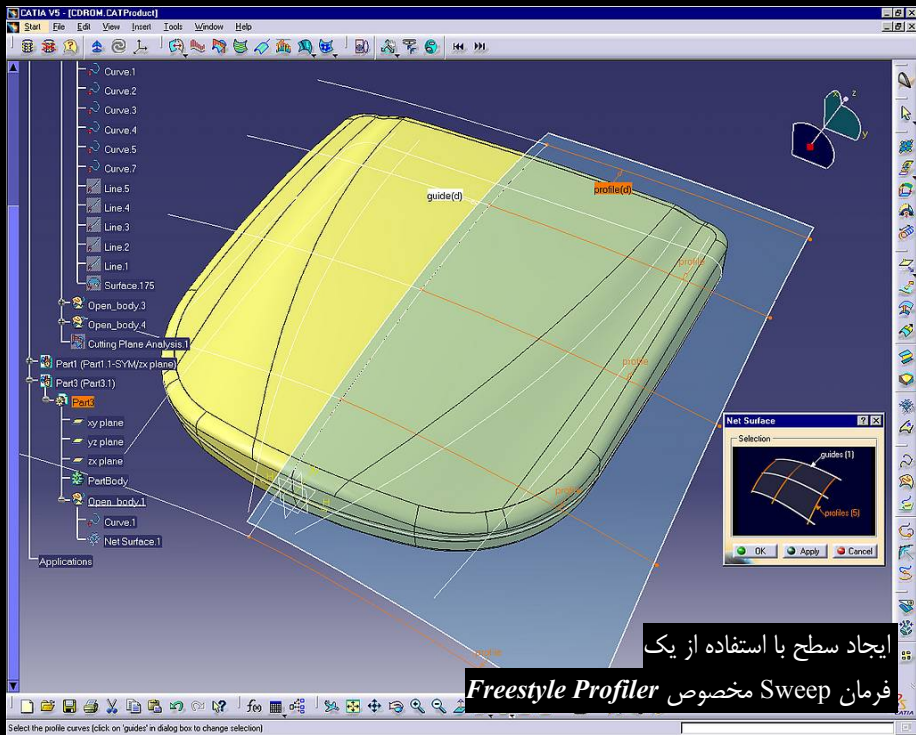 CATIA V5 - [CDROM.CATProduct]
Start File Edit View Insert Tools Window Help
Curve.1
Curve.2
Curve.3
Curve.4
Curve.5
Curve.7
Line.5
Line.4
Line.3
Line.2
Line.1
Surface.175
Open_body.3
Open_body.4
Cutting Plane Analysis.1
Part1 (Part1.1-SYM/zx plane)
Part3 (Part3.1)
Part3
xy plane
yz plane
zx plane
PartBody
Open_body.1
Curve.1
Net Surface.1
Applications
guide(d)
profile(d)
profile
profile
profile
profile
z
x
y
H
Net Surface
Selection
guides (1)
profiles (5)
OK Apply Cancel
ایجاد سطح با استفاده از یک
فرمان Sweep مخصوص Freestyle Profiler
f(x)
CATIA
Select the profile curves (click on 'guides' in dialog box to change selection)